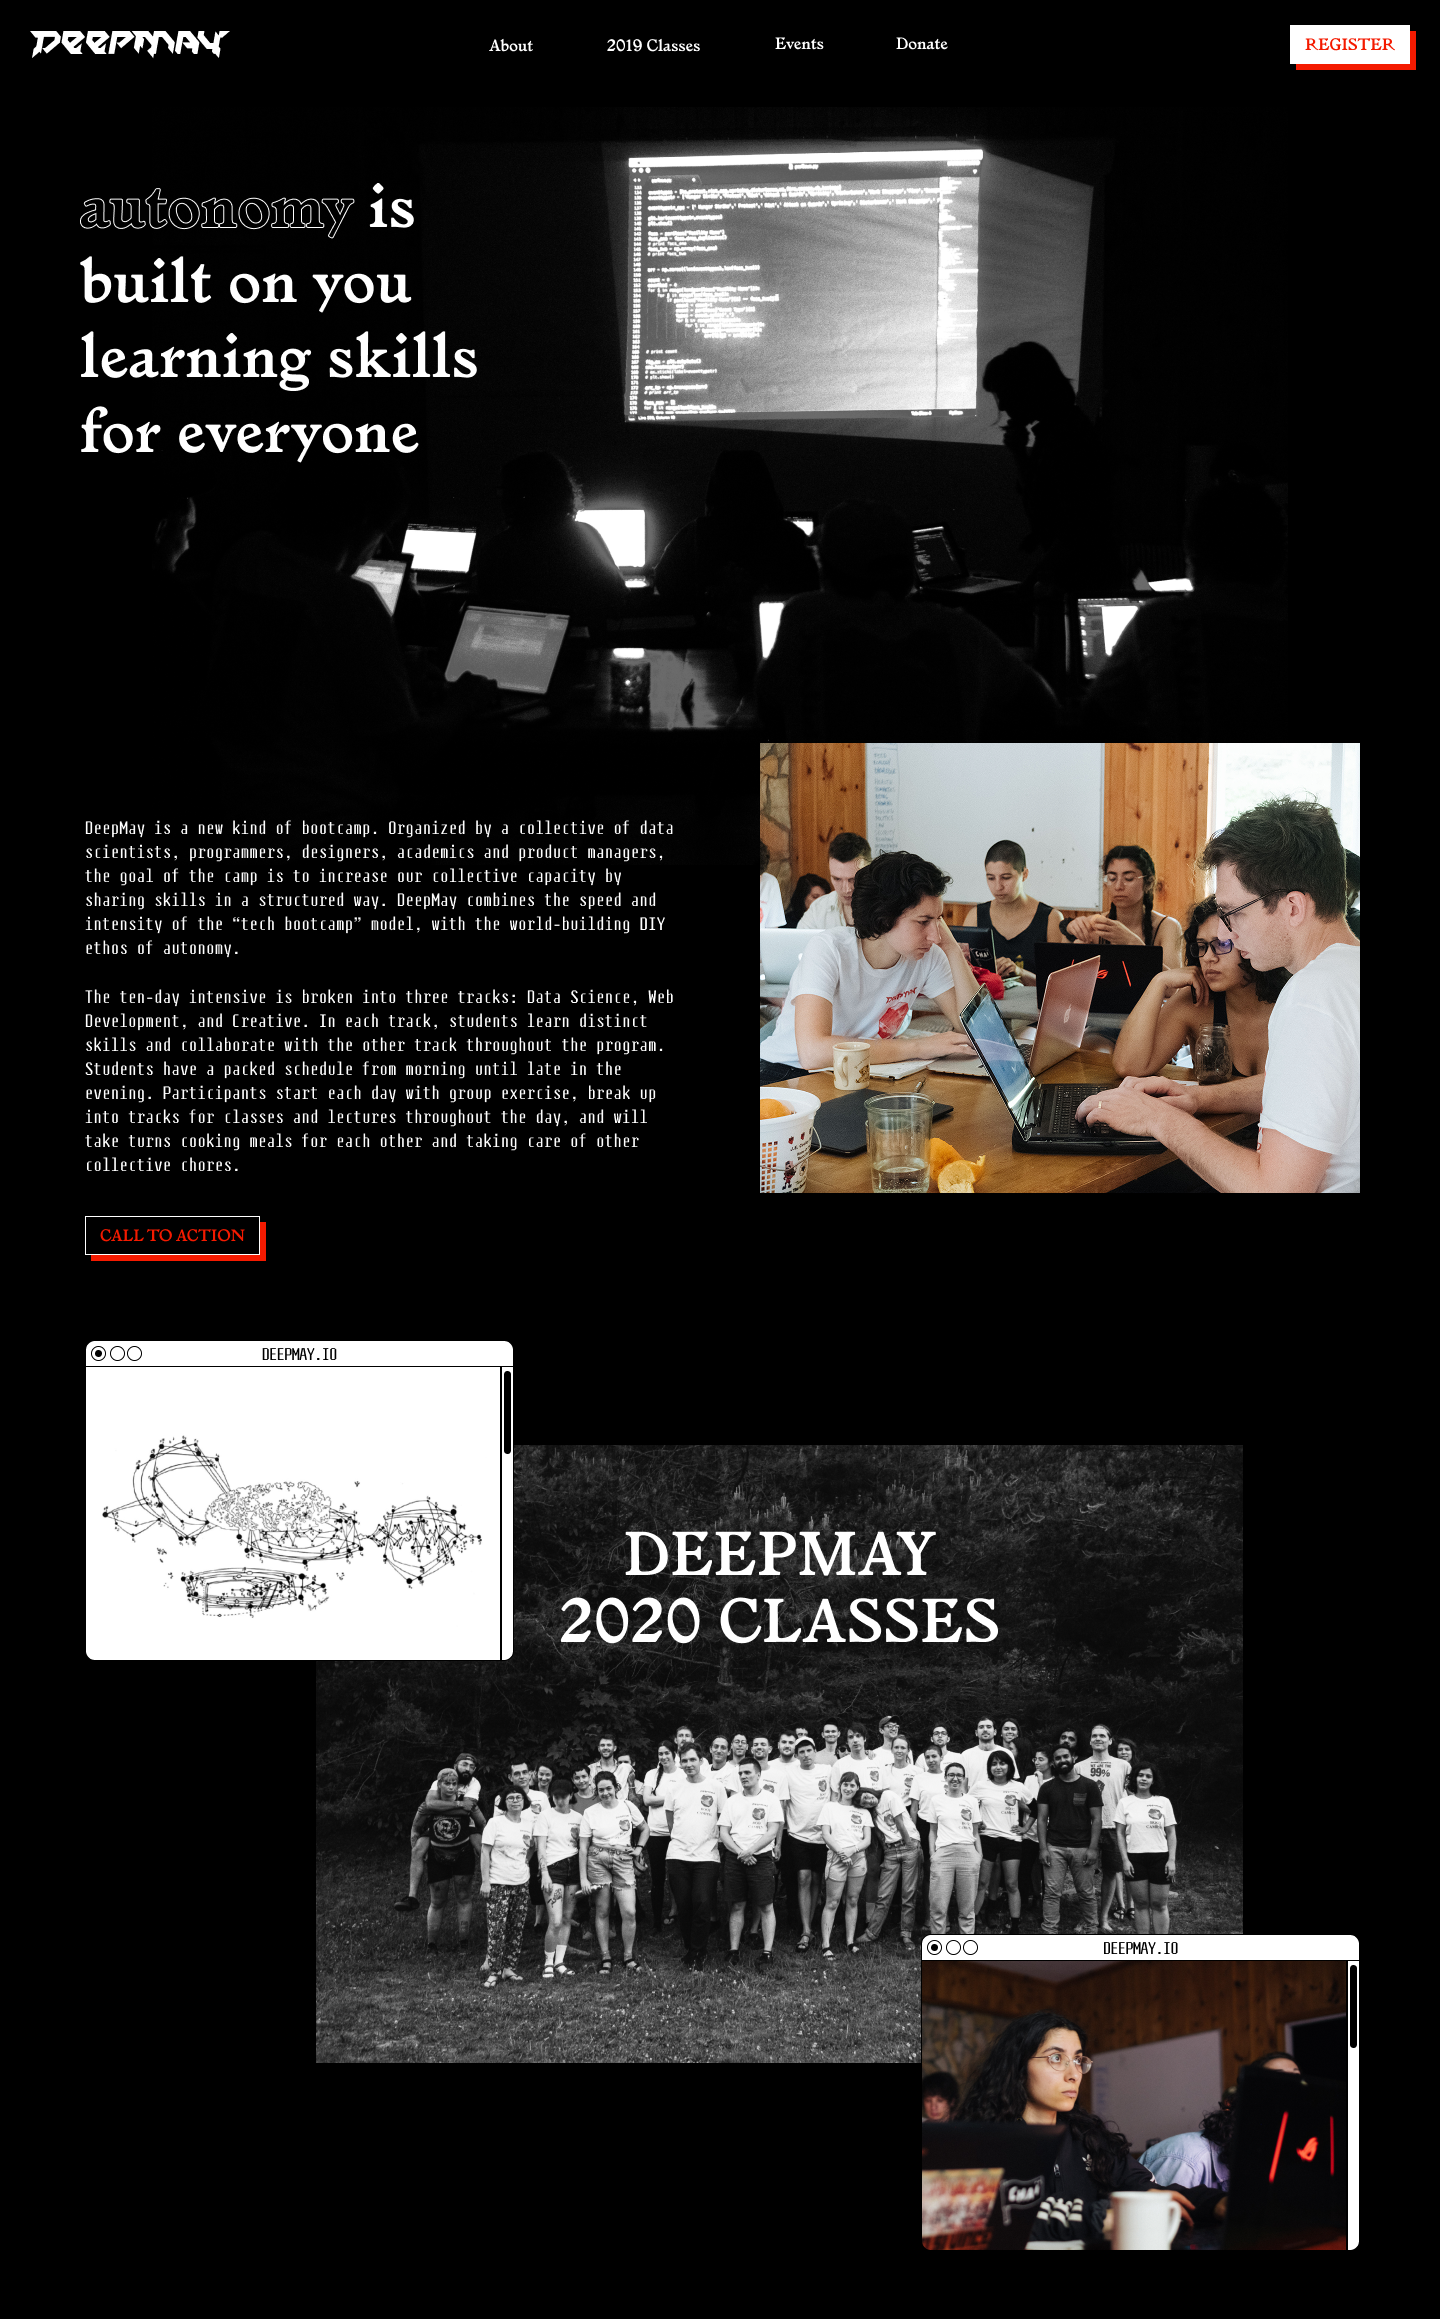 DEEPMAY
About
2019 Classes
Events
Donate
REGISTER
autonomy is
built on you
learning skills
for everyone
DeepMay is a new kind of bootcamp. Organized by a collective of data
scientists, programmers, designers, academics and product managers,
the goal of the camp is to increase our collective capacity by
sharing skills in a structured way. DeepMay combines the speed and
intensity of the “tech bootcamp” model, with the world-building DIY
ethos of autonomy.
The ten-day intensive is broken into three tracks: Data Science, Web
Development, and Creative. In each track, students learn distinct
skills and collaborate with the other track throughout the program.
Students have a packed schedule from morning until late in the
evening. Participants start each day with group exercise, break up
into tracks for classes and lectures throughout the day, and will
take turns cooking meals for each other and taking care of other
collective chores.
CALL TO ACTION
DEEPMAY.IO
DEEPMAY
2020 CLASSES
99%
DEEPMAY.IO